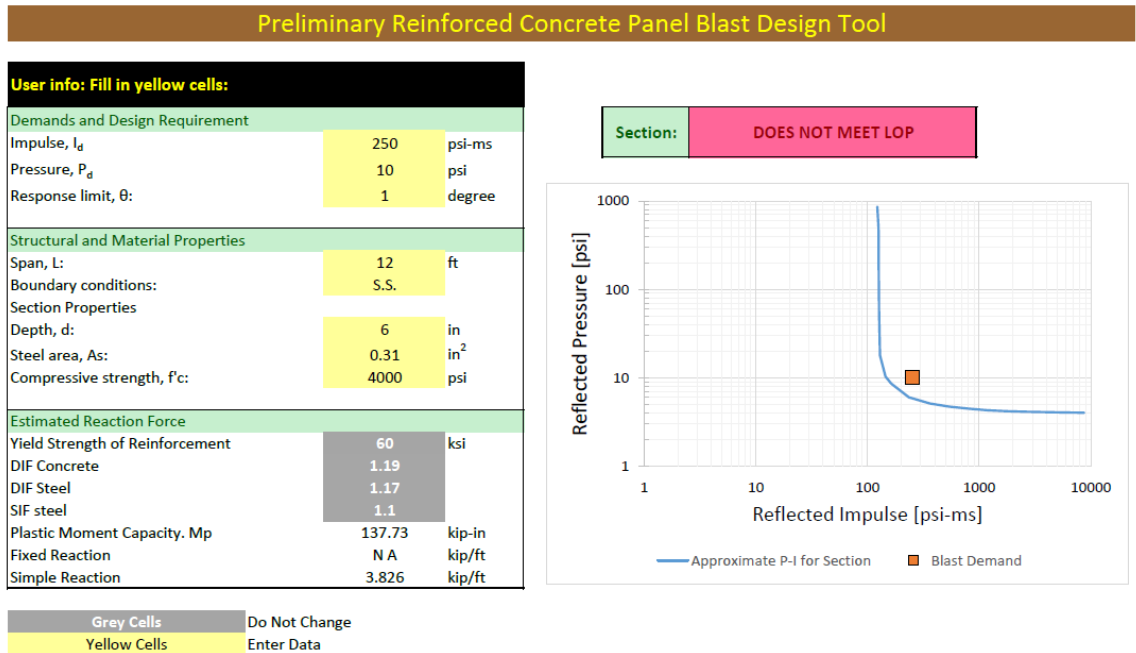 Preliminary Reinforced Concrete Panel Blast Design Tool
User info: Fill in yellow cells:
Demands and Design Requirement
Impulse, Id 250 psi-ms
Pressure, Pd 10 psi
Response limit, θ: 1 degree
Structural and Material Properties
Span, L: 12 ft
Boundary conditions: S.S.
Section Properties
Depth, d: 6 in
Steel area, As: 0.31 in2
Compressive strength, f'c: 4000 psi
Estimated Reaction Force
Yield Strength of Reinforcement 60 ksi
DIF Concrete 1.19
DIF Steel 1.17
SIF steel 1.1
Plastic Moment Capacity. Mp 137.73 kip-in
Fixed Reaction N A kip/ft
Simple Reaction 3.826 kip/ft
Grey Cells Do Not Change
Yellow Cells Enter Data
Section: DOES NOT MEET LOP
Reflected Pressure [psi]
1000
100
10
1
1 10 100 1000 10000
Reflected Impulse [psi-ms]
Approximate P-I for Section Blast Demand